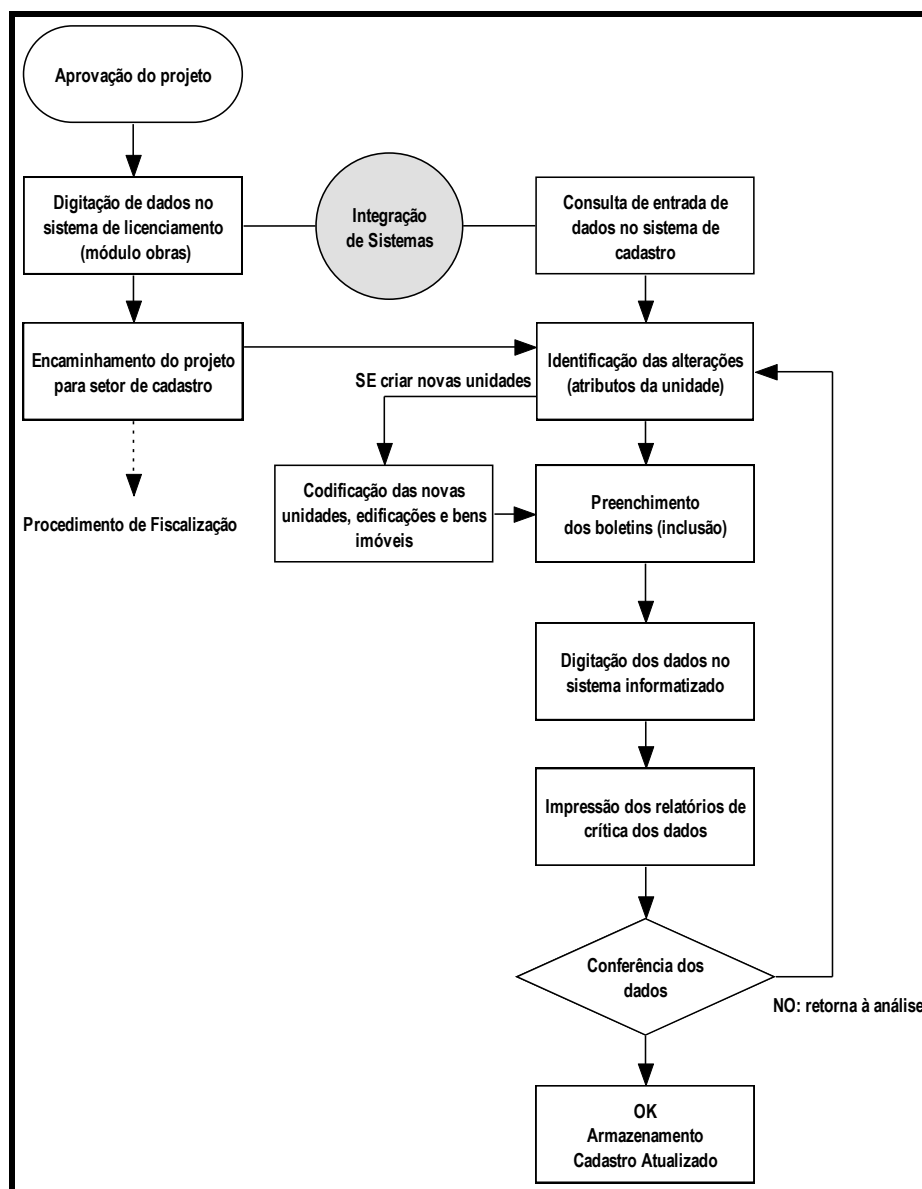 Aprovação do projeto
Digitação de dados no
sistema de licenciamento
(módulo obras)
Integração
de Sistemas
Consulta de entrada de
dados no sistema de
cadastro
Encaminhamento do projeto
para setor de cadastro
Identificação das alterações
(atributos da unidade)
SE criar novas unidades
Codificação das novas
unidades, edificações e bens
imóveis
Preenchimento
dos boletins (inclusão)
Procedimento de Fiscalização
Digitação dos dados no
sistema informatizado
Impressão dos relatórios de
crítica dos dados
Conferência dos
dados
NO: retorna à análise
OK
Armazenamento
Cadastro Atualizado